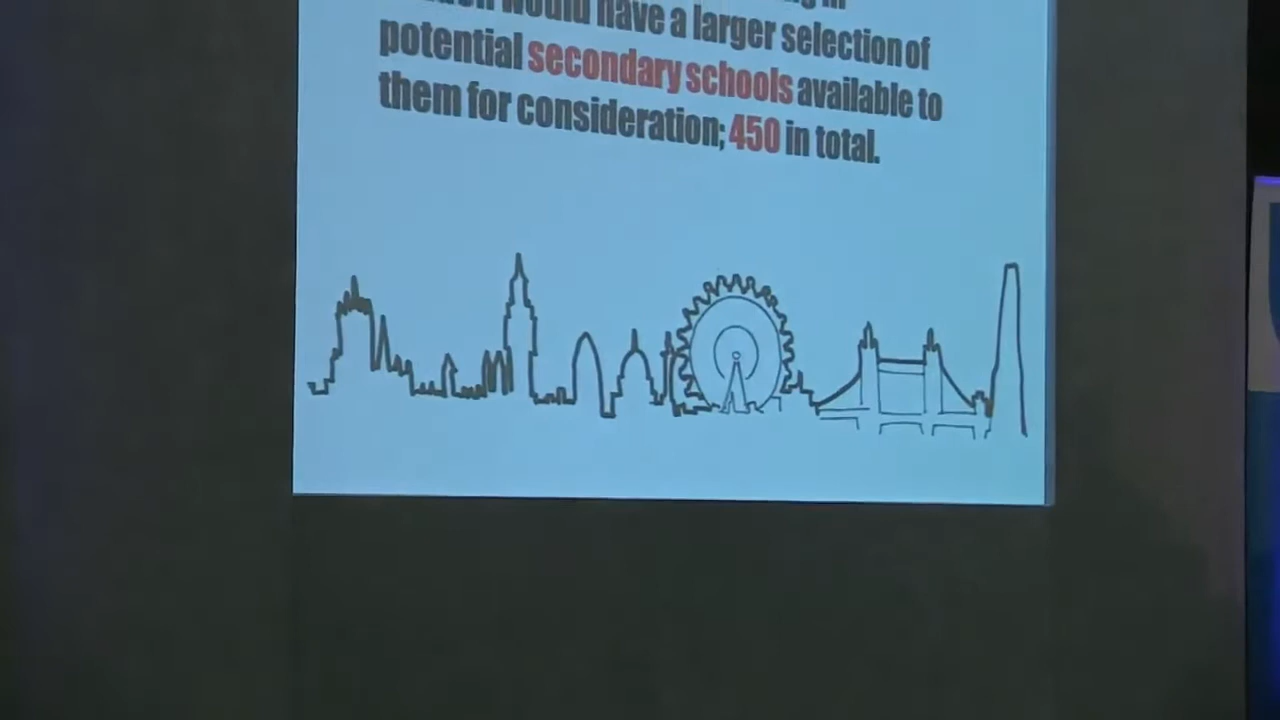 would have a larger selection of
potential secondary schools available to
them for consideration; 450 in total.